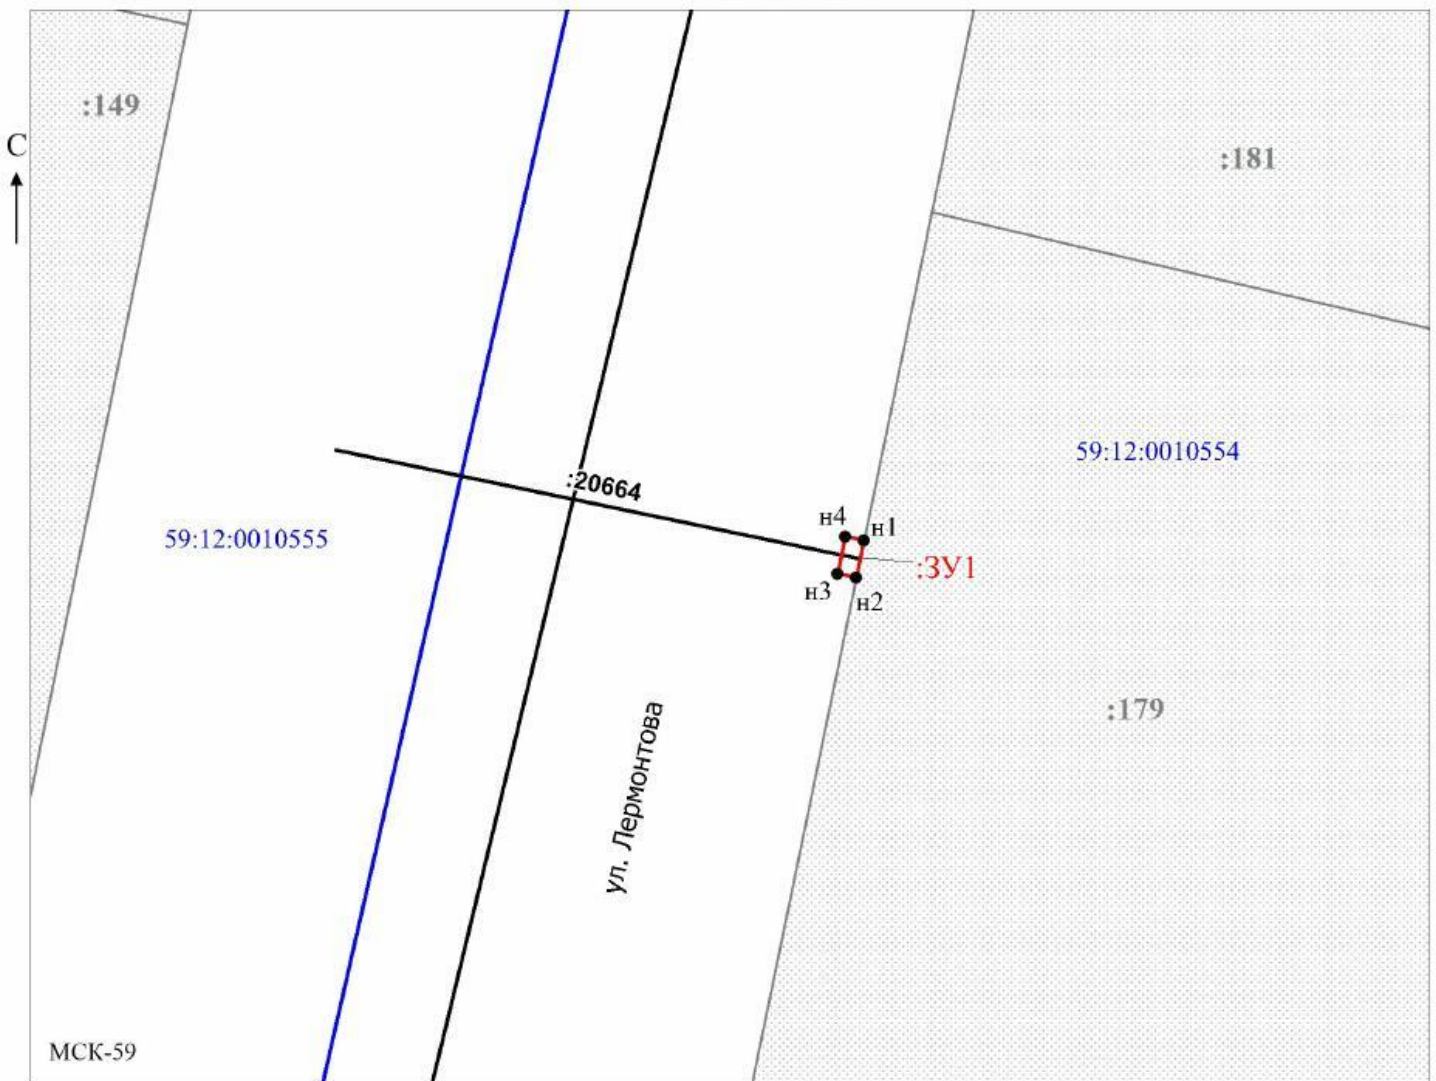 :149
С
:181
59:12:0010554
:20664
59:12:0010555
н4
н1
:ЗУ1
н3
н2
:179
ул. Лермонтова
МСК-59